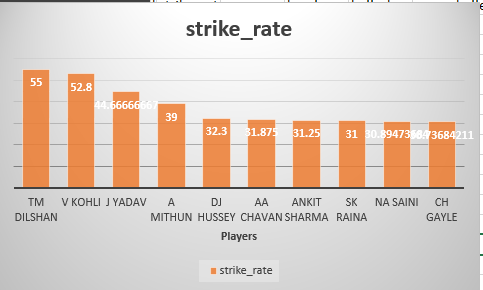 strike_rate
55
52.8
44.66666667
39
32.3
31.875
31.25
31
TM DILSHAN
V KOHLI
J YADAV
A MITHUN
DJ HUSSEY
AA CHAVAN
ANKIT SHARMA
SK RAINA
NA SAINI
CH GAYLE
Players
strike_rate